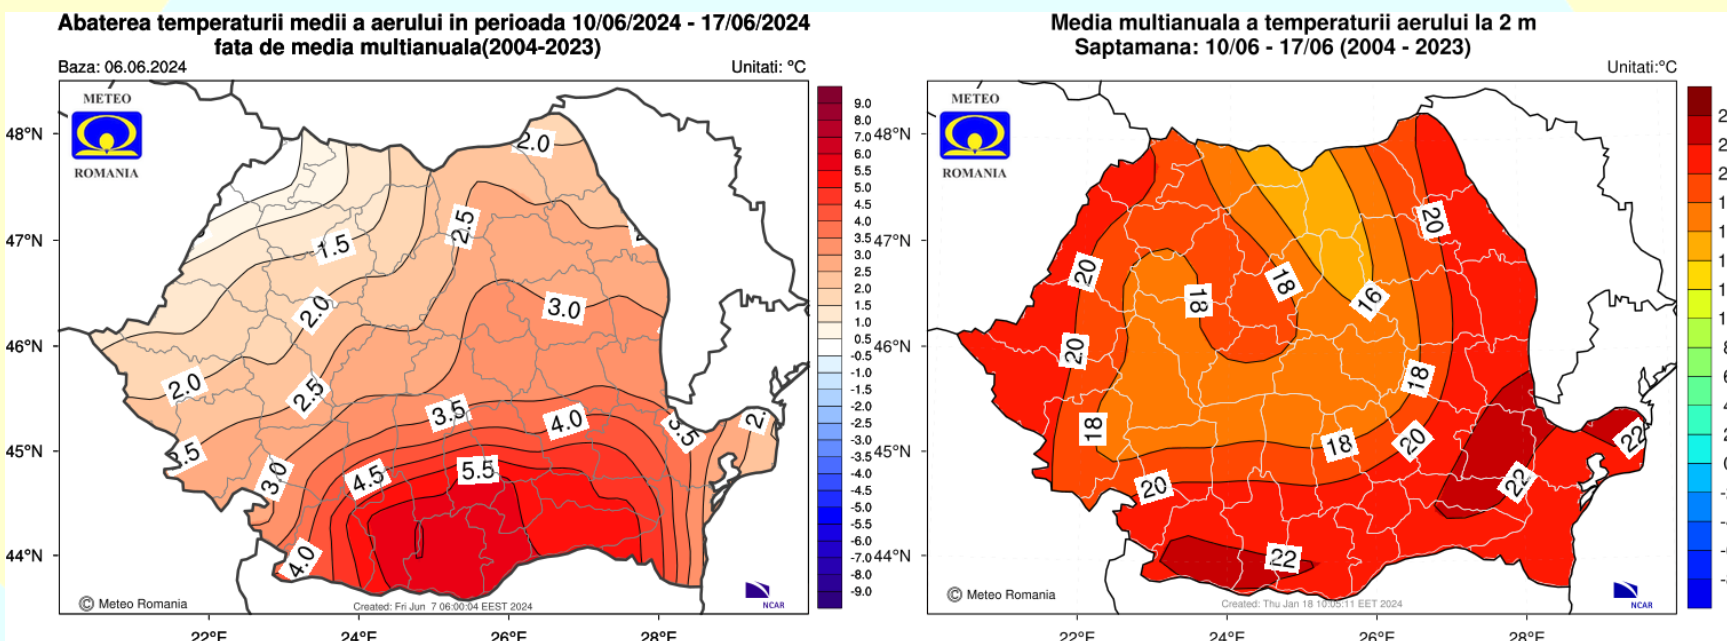 Abaterea temperaturii medii a aerului in perioada 10/06/2024 - 17/06/2024
fata de media multianuala(2004-2023)
Baza: 06.06.2024
Unitati: °C
METEO
ROMANIA
48°N
47°N
46°N
45°N
44°N
22°E
24°E
26°E
28°E
2.0
2.5
1.5
2.0
3.0
2.0
2.5
3.5
4.0
3.5
3.0
4.5
5.5
4.0
9.0
8.0
7.0
6.0
5.5
5.0
4.5
4.0
3.5
3.0
2.5
2.0
1.5
1.0
0.5
-0.5
-1.0
-1.5
-2.0
-2.5
-3.0
-3.5
-4.0
-4.5
-5.0
-5.5
-6.0
-7.0
-8.0
-9.0
© Meteo Romania
Created: Fri Jun 7 06:00:04 EEST 2024
NCAR
Media multianuala a temperaturii aerului la 2 m
Saptamana: 10/06 - 17/06 (2004 - 2023)
Unitati:°C
METEO
ROMANIA
48°N
47°N
46°N
45°N
44°N
22°E
24°E
26°E
28°E
20
20
18
18
16
20
18
18
18
20
22
20
22
22
© Meteo Romania
Created: Thu Jan 18 10:05:11 EET 2024
NCAR